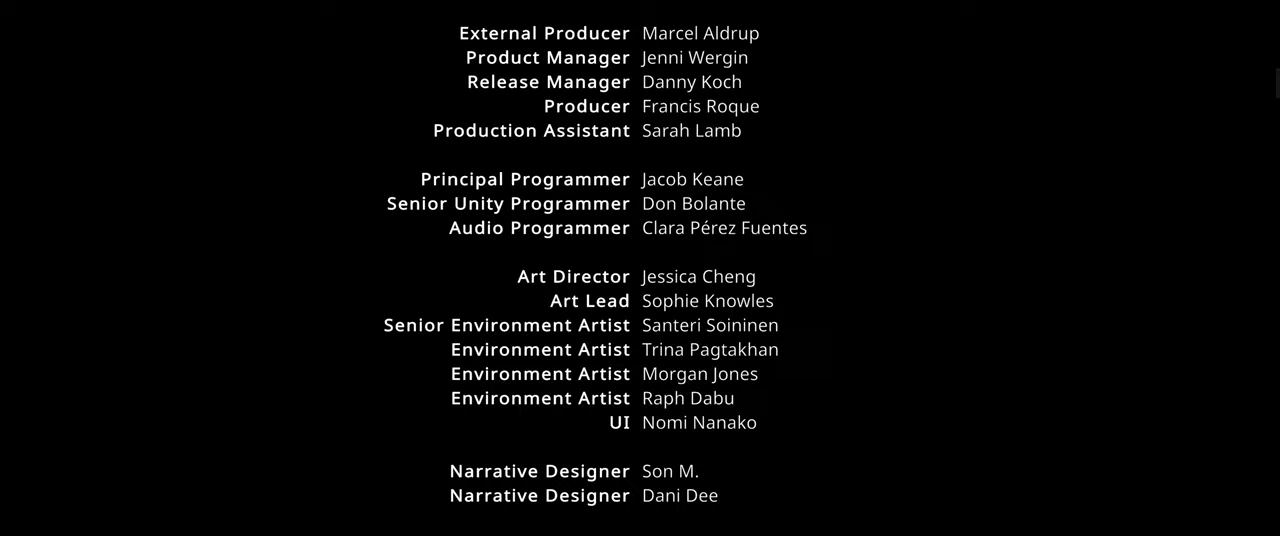 External Producer Marcel Aldrup
Product Manager Jenni Wergin
Release Manager Danny Koch
Producer Francis Roque
Production Assistant Sarah Lamb
Principal Programmer Jacob Keane
Senior Unity Programmer Don Bolante
Audio Programmer Clara Pérez Fuentes
Art Director Jessica Cheng
Art Lead Sophie Knowles
Senior Environment Artist Santeri Soininen
Environment Artist Trina Pagtakhan
Environment Artist Morgan Jones
Environment Artist Raph Dabu
UI Nomi Nanako
Narrative Designer Son M.
Narrative Designer Dani Dee